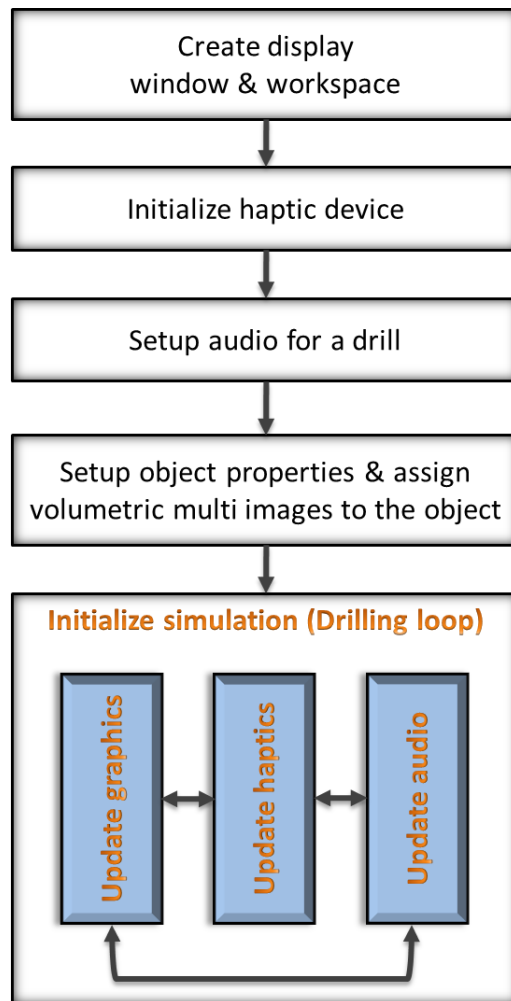 Create display
window & workspace
Initialize haptic device
Setup audio for a drill
Setup object properties & assign
volumetric multi images to the object
Initialize simulation (Drilling loop)
Update graphics
Update haptics
Update audio